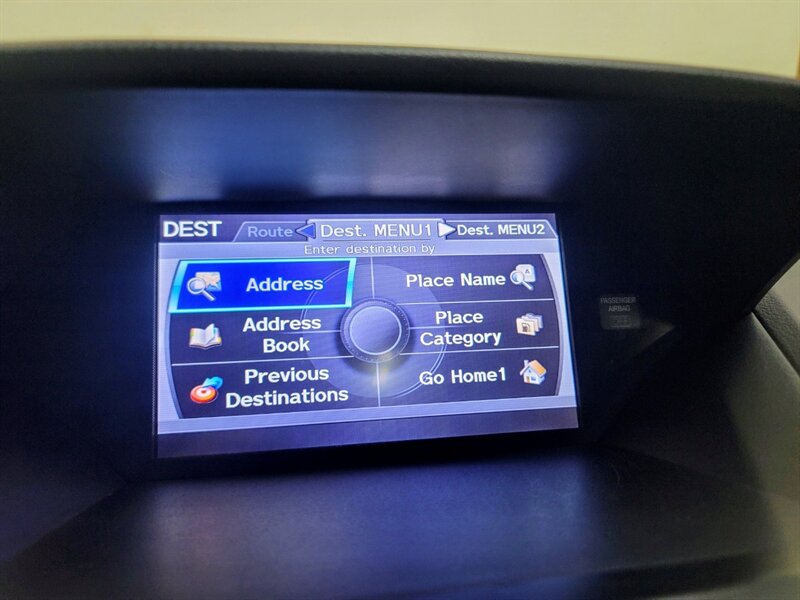 DEST Route Dest. MENU1 Dest. MENU2
Enter destination by
Address
Place Name
Address
Book
Place
Category
Previous
Destinations
Go Home1
PASSENGER
AIRBAG